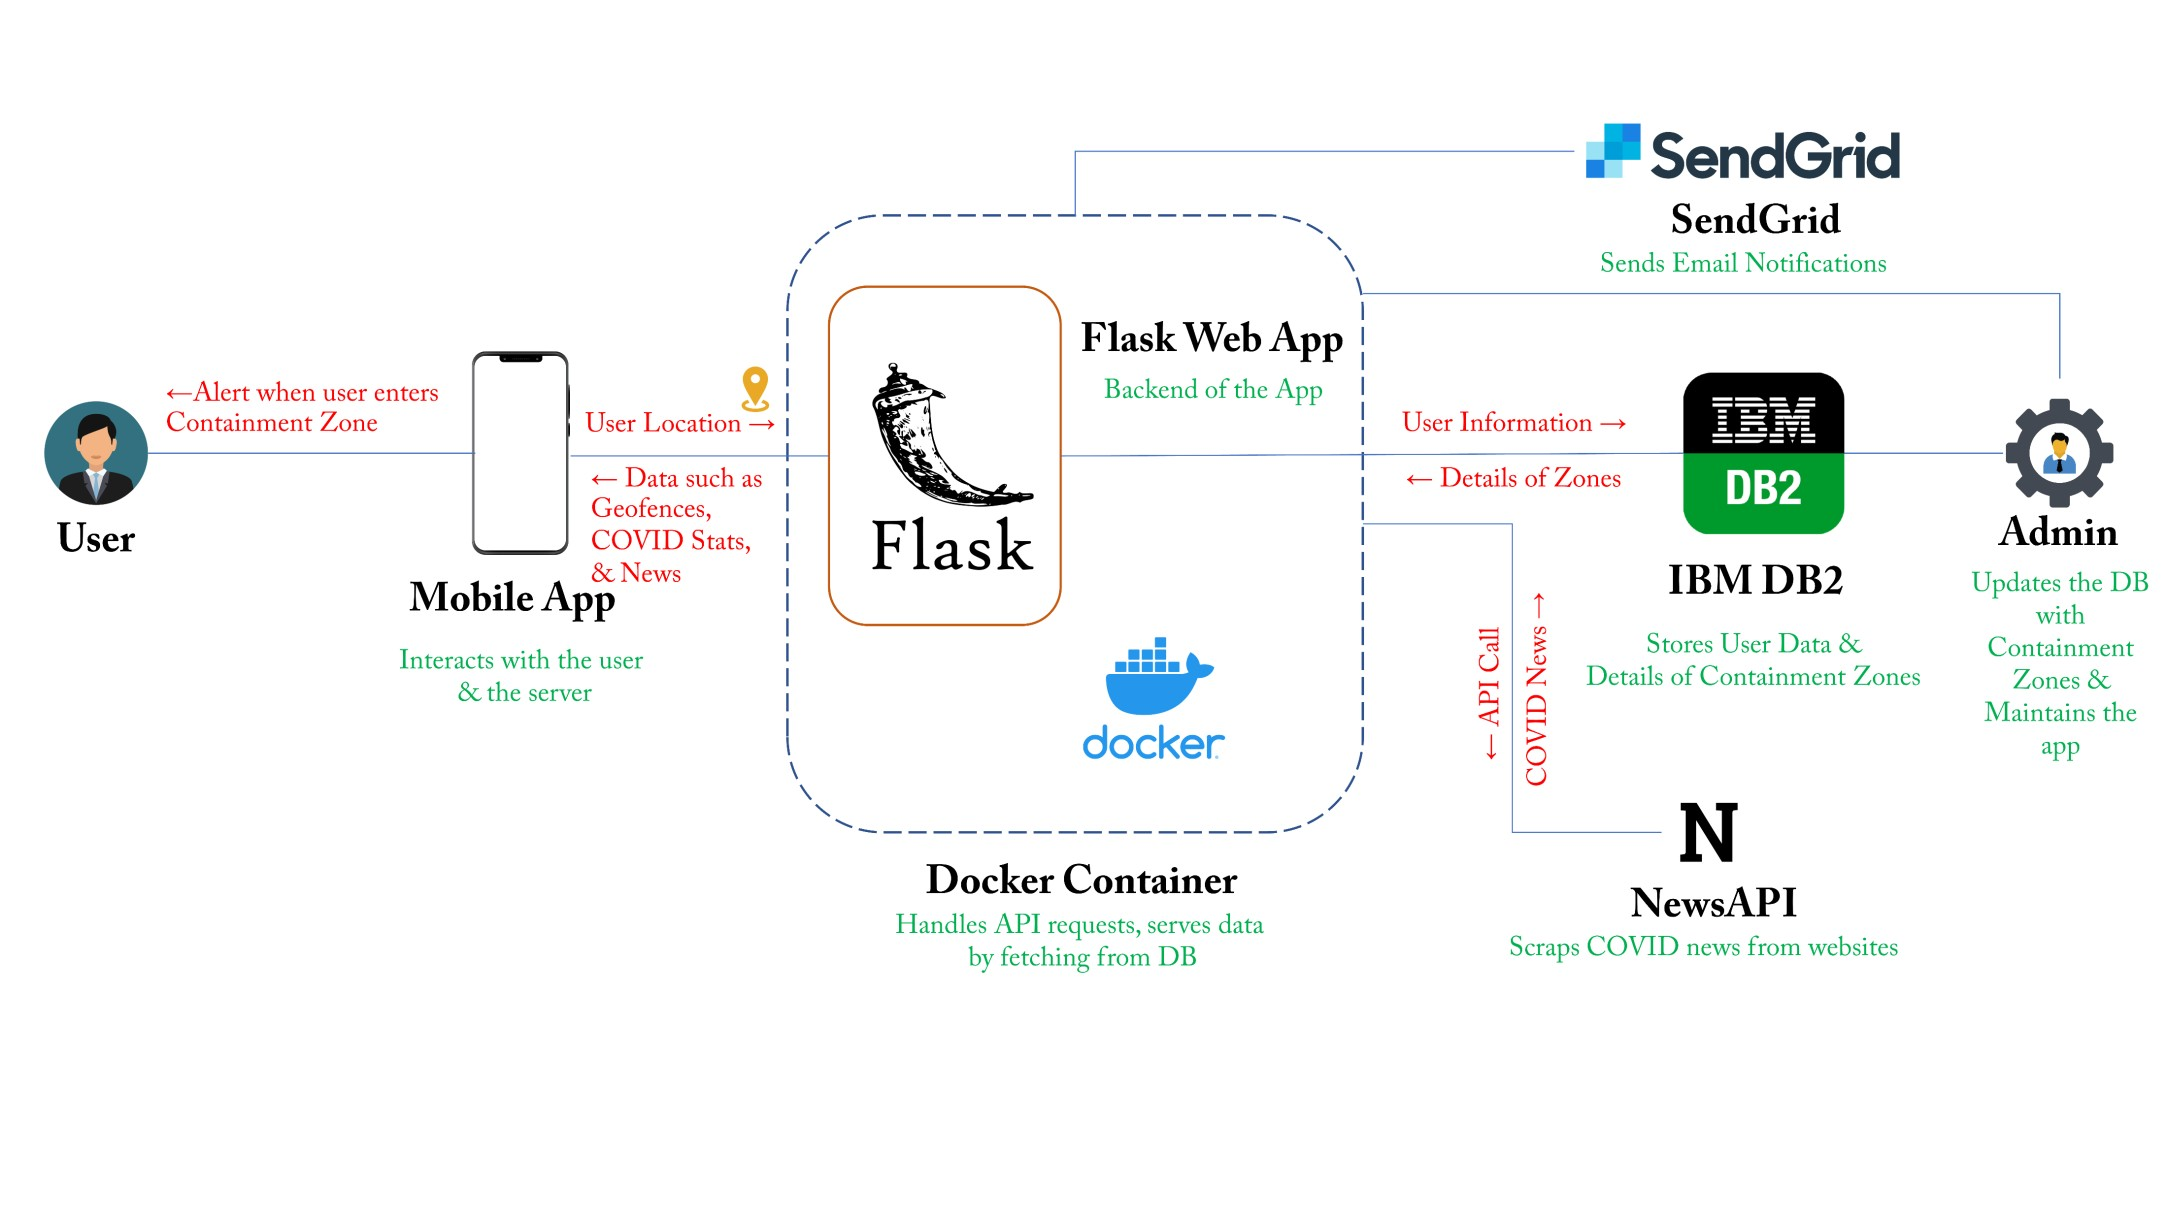 SendGrid
SendGrid
Sends Email Notifications
←Alert when user enters
Containment Zone
User
Mobile App
Interacts with the user
& the server
User Location →
← Data such as
Geofences,
COVID Stats,
& News
Flask
Flask Web App
Backend of the App
docker
Docker Container
Handles API requests, serves data
by fetching from DB
User Information →
← Details of Zones
IBM
DB2
IBM DB2
Stores User Data &
Details of Containment Zones
Admin
Updates the DB
with
Containment
Zones &
Maintains the
app
← API Call
COVID News →
N
NewsAPI
Scraps COVID news from websites